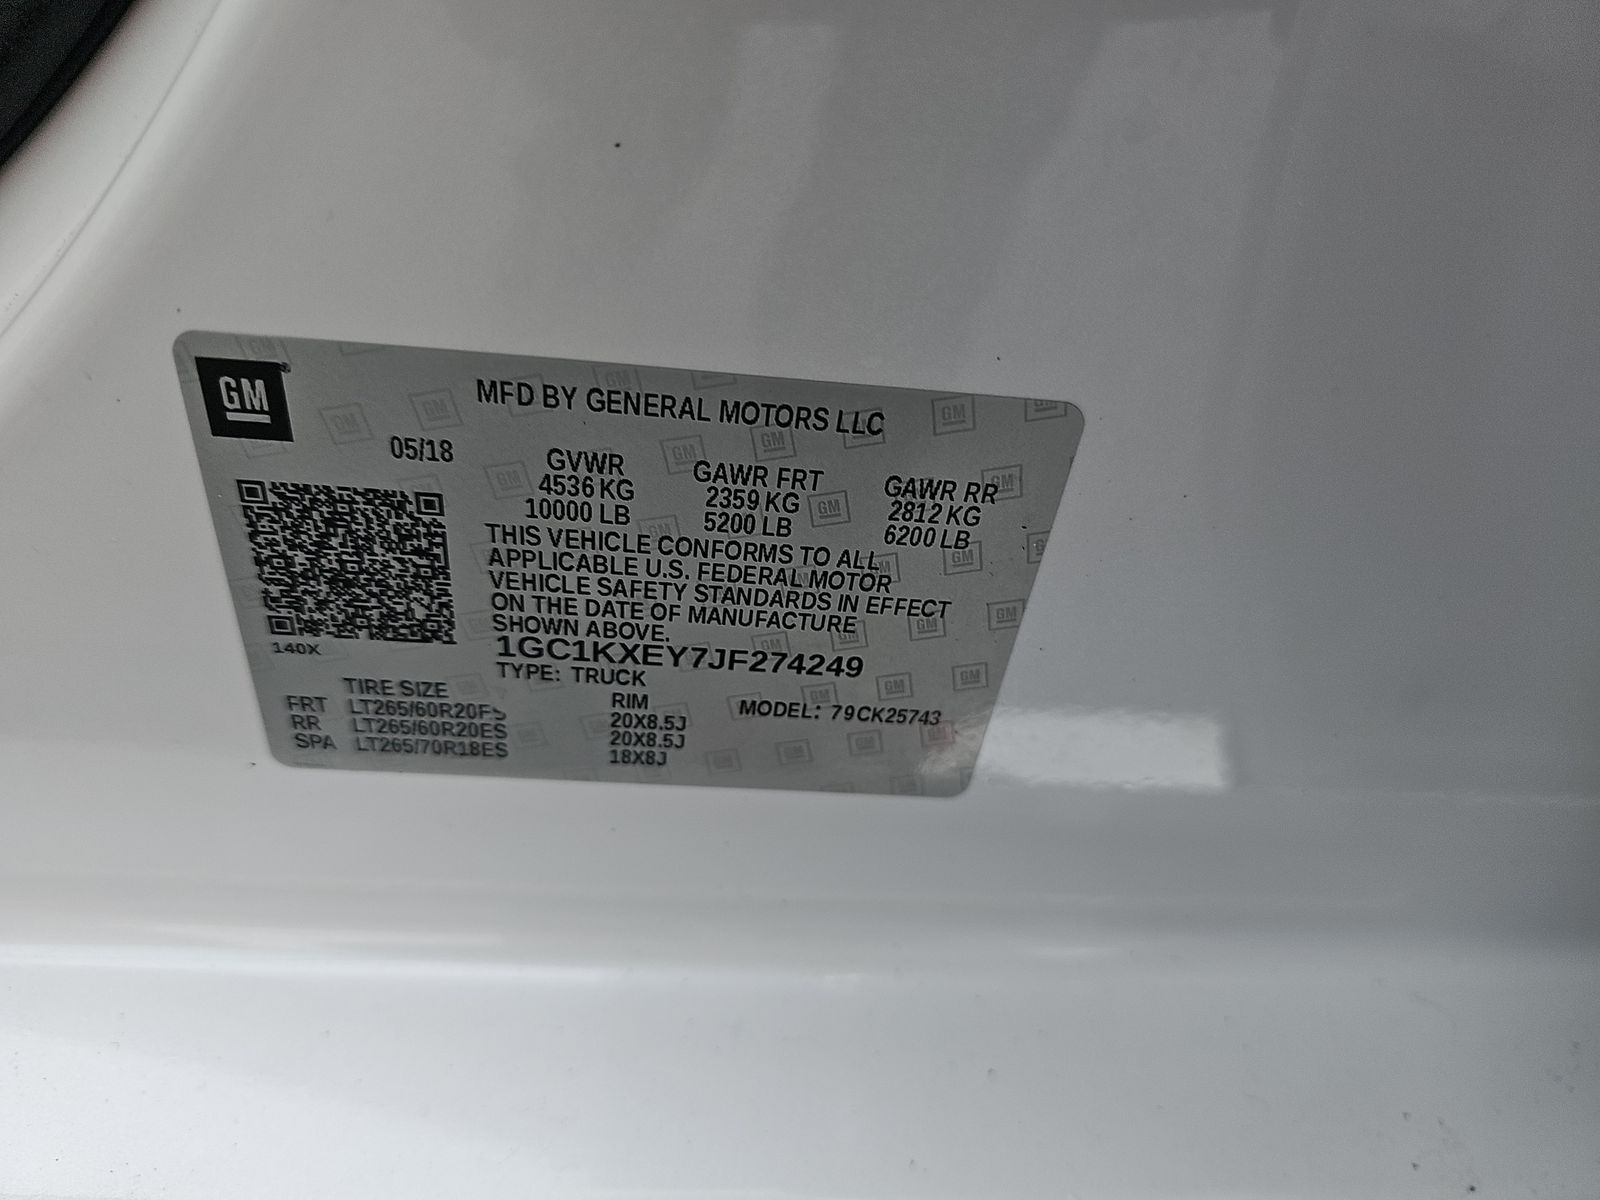 GM
MFD BY GENERAL MOTORS LLC
05/18
GVWR GAWR FRT GAWR RR
4536 KG 2359 KG 2812 KG
10000 LB 5200 LB 6200 LB
THIS VEHICLE CONFORMS TO ALL
APPLICABLE U.S. FEDERAL MOTOR
VEHICLE SAFETY STANDARDS IN EFFECT
ON THE DATE OF MANUFACTURE
SHOWN ABOVE.
140X
1GC1KXEY7JF274249
TYPE: TRUCK
MODEL: 79CK25743
TIRE SIZE RIM
FRT LT265/60R20ES 20X8.5J
RR LT265/60R20ES 20X8.5J
SPA LT265/70R18ES 18X8J